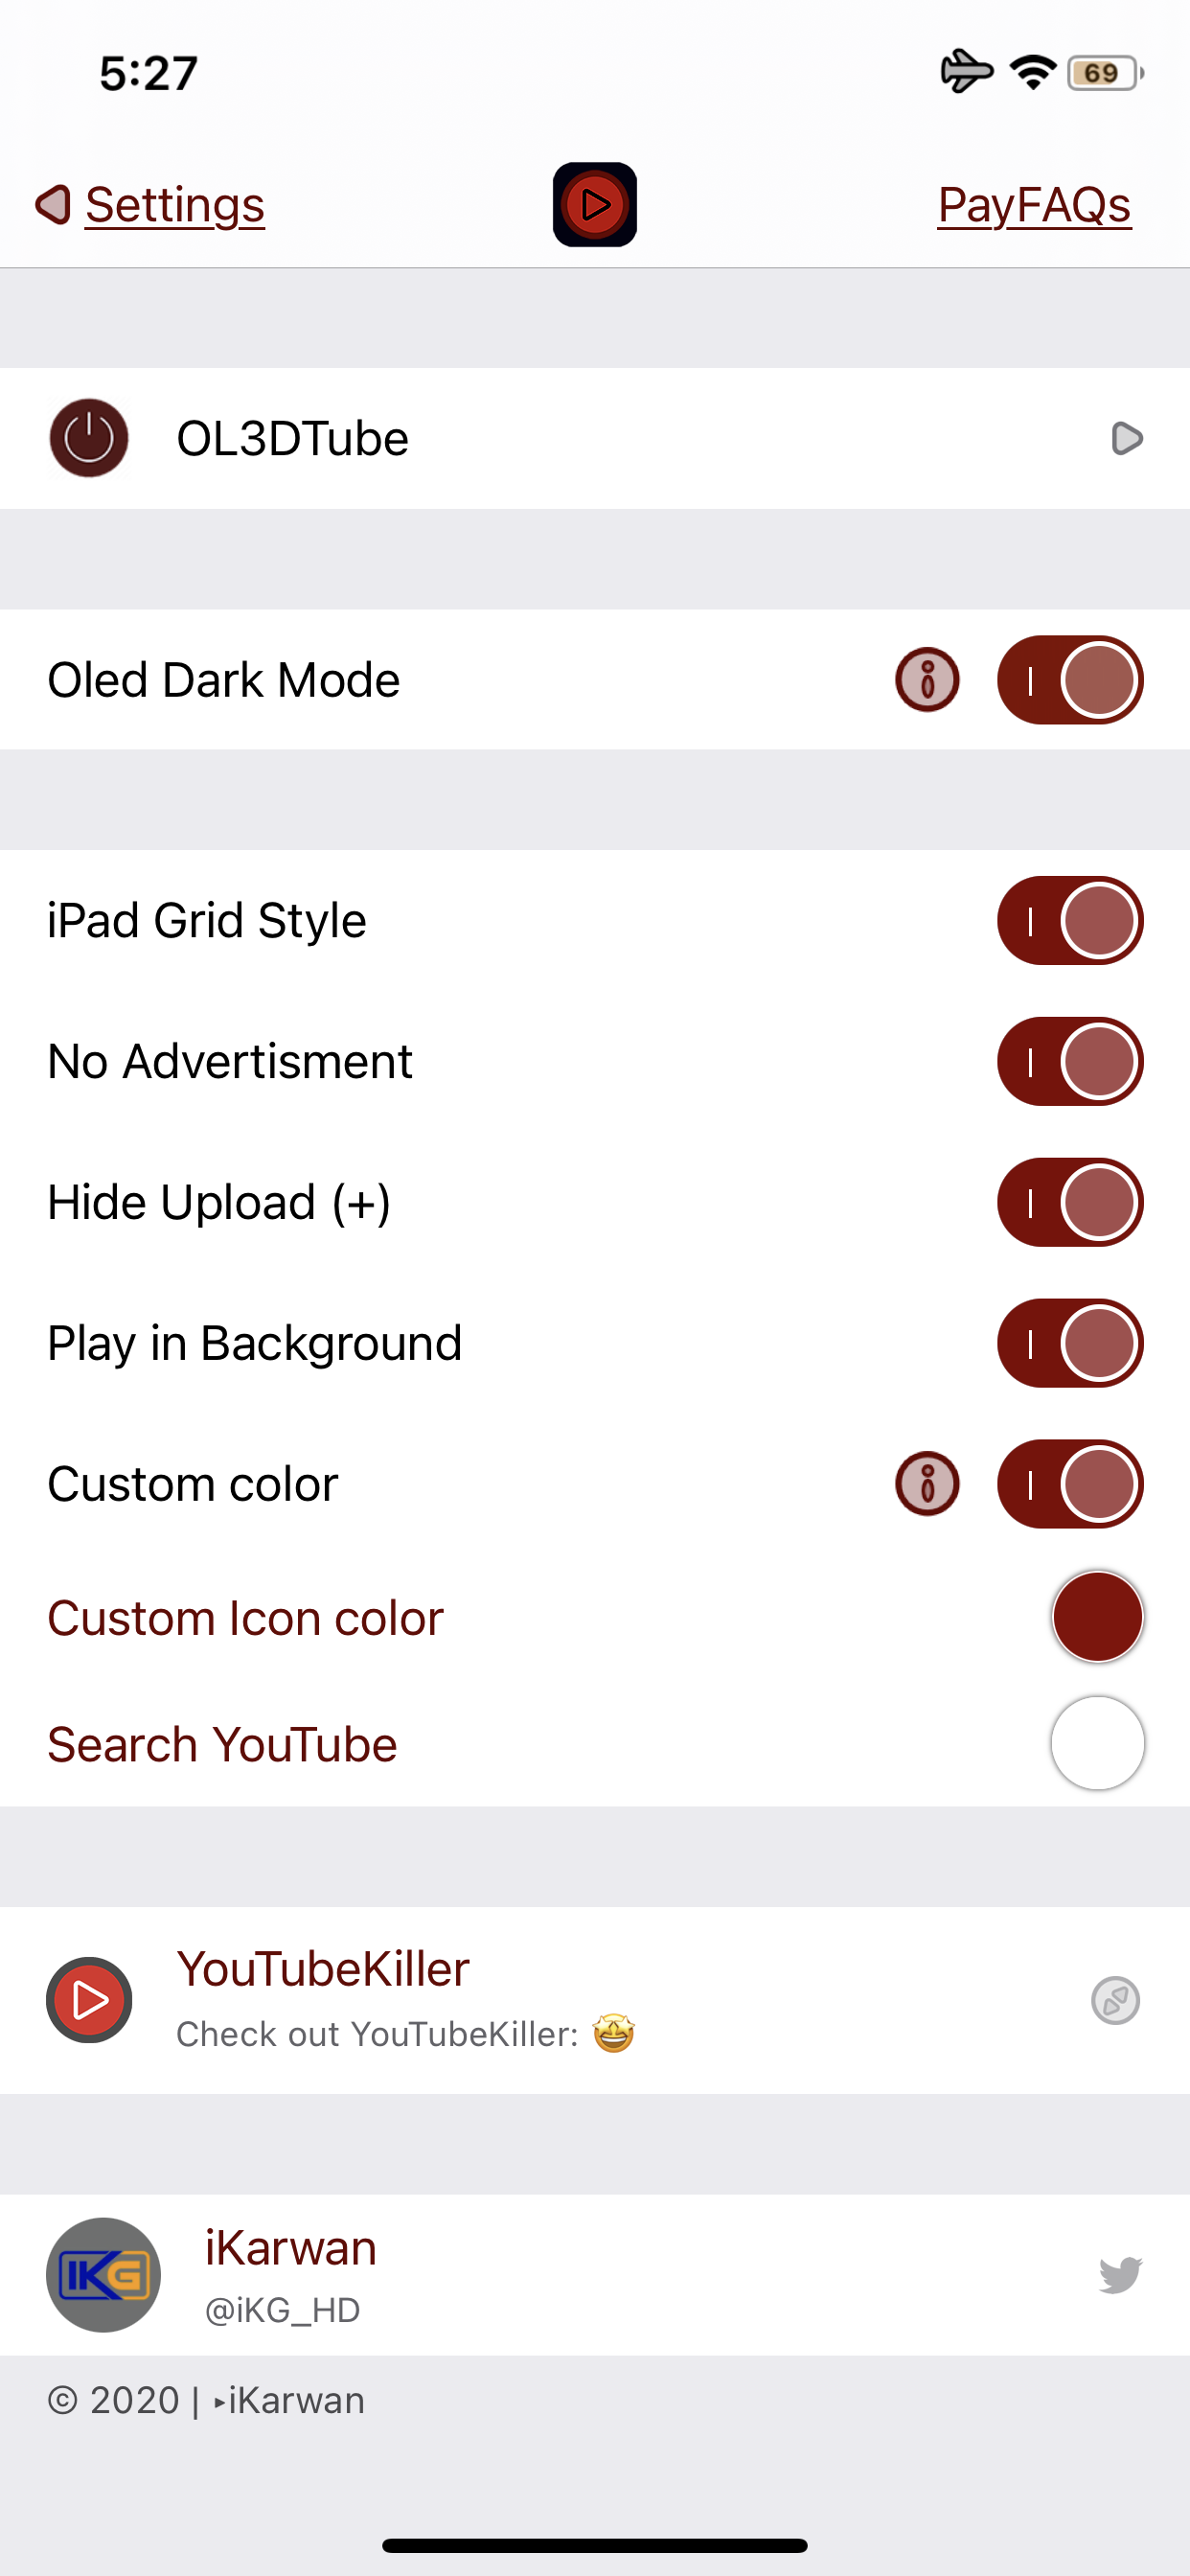 5:27
69
Settings
PayFAQs
OL3DTube
Oled Dark Mode
iPad Grid Style
No Advertisment
Hide Upload (+)
Play in Background
Custom color
Custom Icon color
Search YouTube
YouTubeKiller
Check out YouTubeKiller: 🤩
IKG
iKarwan
@iKG_HD
© 2020 | ‣iKarwan